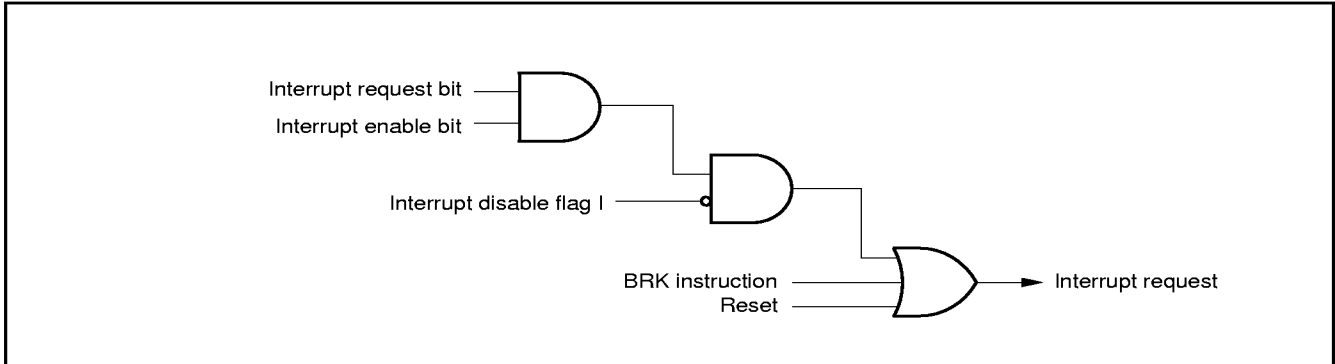 Interrupt request bit
Interrupt enable bit
Interrupt disable flag I
BRK instruction
Reset
Interrupt request